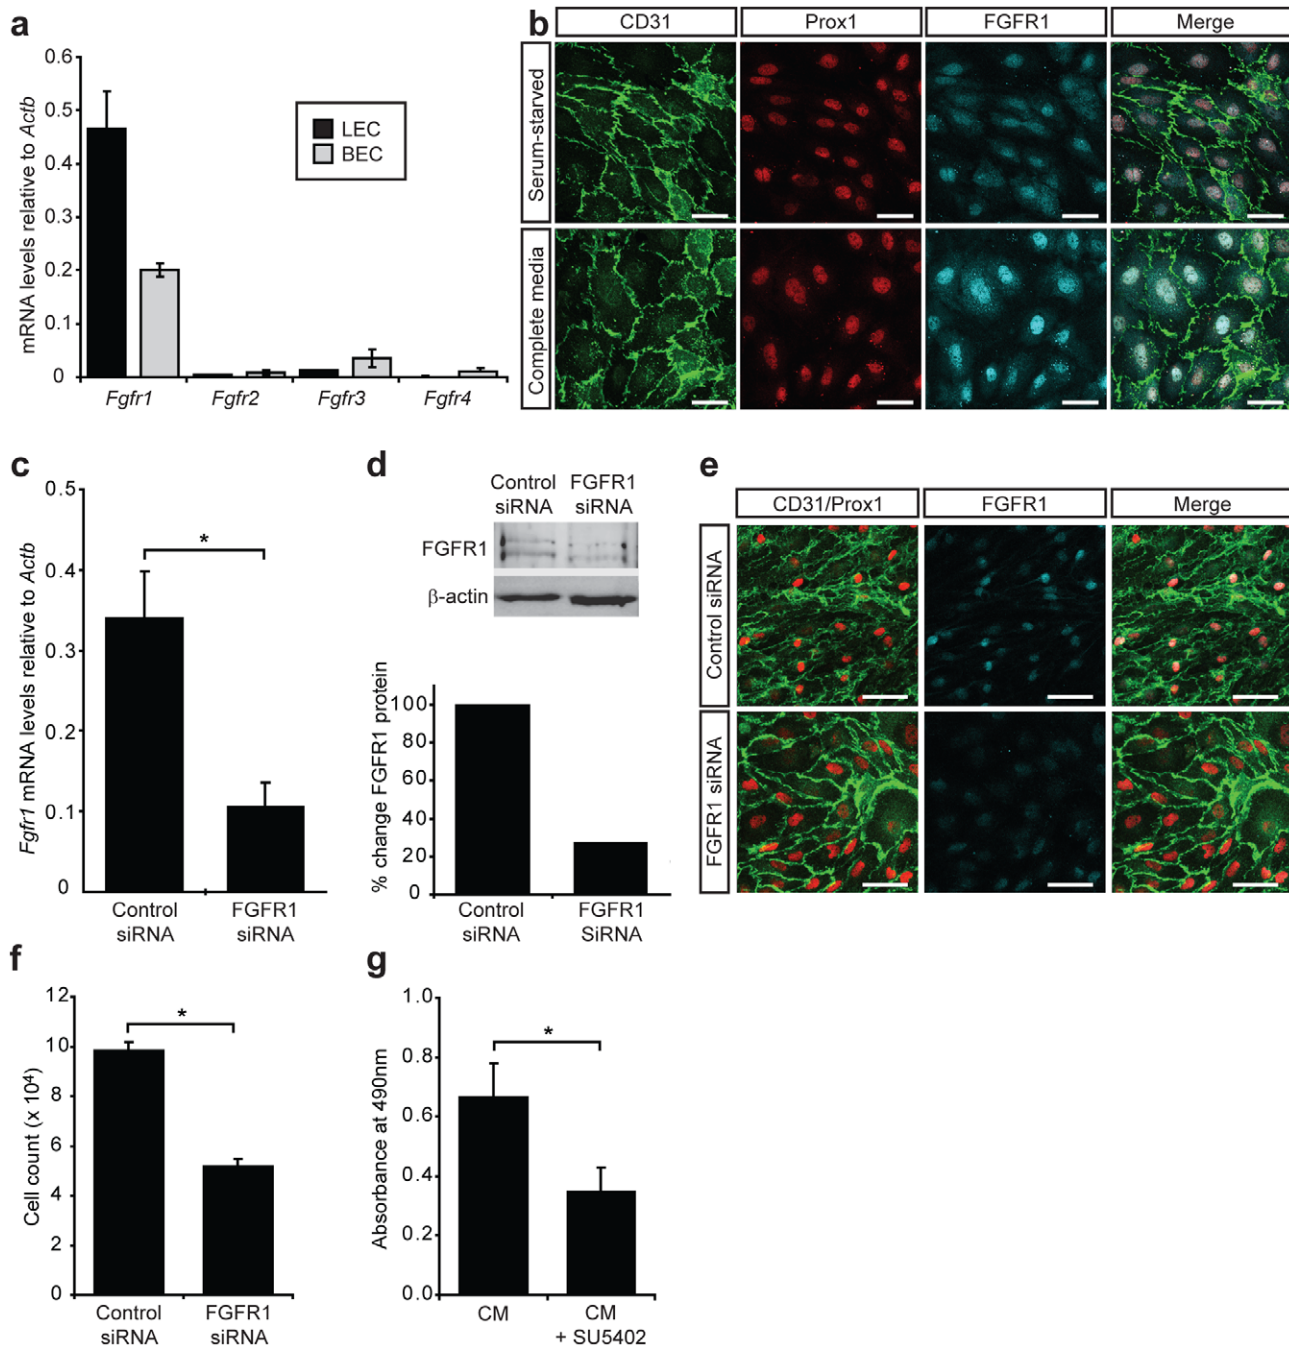 a
mRNA levels relative to Actb
0.6
0.5
0.4
0.3
0.2
0.1
0
LEC
BEC
Fgfr1 Fgfr2 Fgfr3 Fgfr4
b
CD31 Prox1 FGFR1 Merge
Serum-starved
Complete media
c
Fgfr1 mRNA levels relative to Actb
0.5
0.4
0.3
0.2
0.1
0
*
Control FGFR1
siRNA siRNA
d
Control FGFR1
siRNA siRNA
FGFR1
β-actin
% change FGFR1 protein
100
80
60
40
20
0
Control FGFR1
siRNA SiRNA
e
CD31/Prox1 FGFR1 Merge
Control siRNA
FGFR1 siRNA
f
Cell count (x 10⁴)
12
10
8
6
4
2
0
*
Control FGFR1
siRNA siRNA
g
Absorbance at 490nm
1.0
0.8
0.6
0.4
0.2
0.0
*
CM CM
+ SU5402